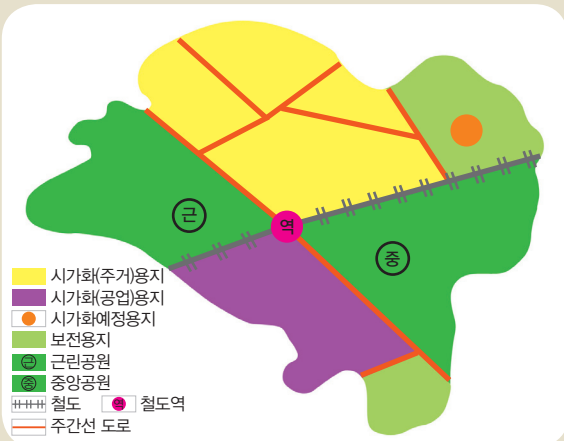 근
역
중
시가화(주거)용지
시가화(공업)용지
시가화예정용지
보전용지
근 근린공원
중 중앙공원
철도 역 철도역
주간선 도로